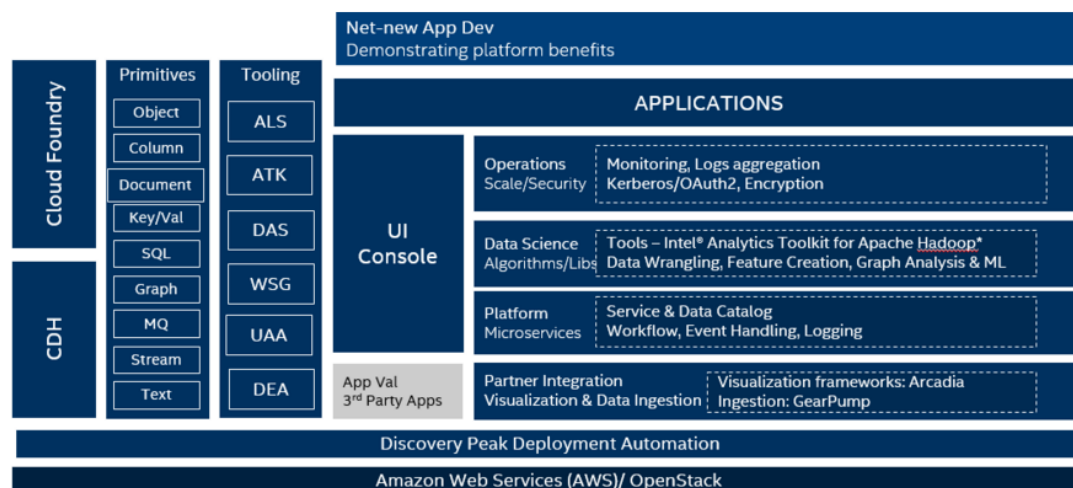 Net-new App Dev
Demonstrating platform benefits
Cloud Foundry
CDH
Primitives
Object
Column
Document
Key/Val
SQL
Graph
MQ
Stream
Text
Tooling
ALS
ATK
DAS
WSG
UAA
DEA
APPLICATIONS
UI
Console
App Val
3rd Party Apps
Operations
Scale/Security
Monitoring, Logs aggregation
Kerberos/OAuth2, Encryption
Data Science
Algorithms/Libs
Tools – Intel® Analytics Toolkit for Apache Hadoop*
Data Wrangling, Feature Creation, Graph Analysis & ML
Platform
Microservices
Service & Data Catalog
Workflow, Event Handling, Logging
Partner Integration
Visualization & Data Ingestion
Visualization frameworks: Arcadia
Ingestion: GearPump
Discovery Peak Deployment Automation
Amazon Web Services (AWS)/ OpenStack